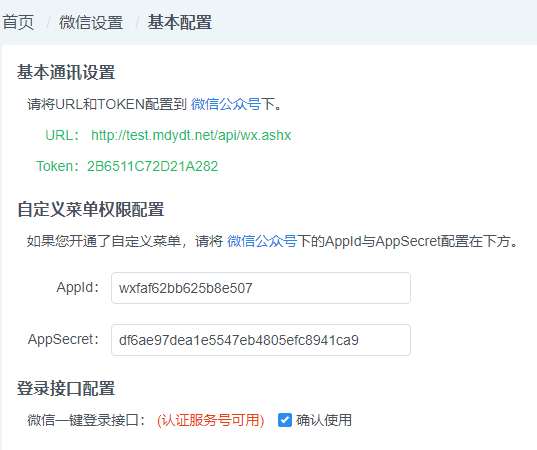 首页 / 微信设置 / 基本配置
基本通讯设置
请将URL和TOKEN配置到 微信公众号下。
URL： http://test.mdydt.net/api/wx.ashx
Token：2B6511C72D21A282
自定义菜单权限配置
如果您开通了自定义菜单，请将 微信公众号下的AppId与AppSecret配置在下方。
AppId： wxfaf62bb625b8e507
AppSecret： df6ae97dea1e5547eb4805efc8941ca9
登录接口配置
微信一键登录接口： (认证服务号可用) 确认使用